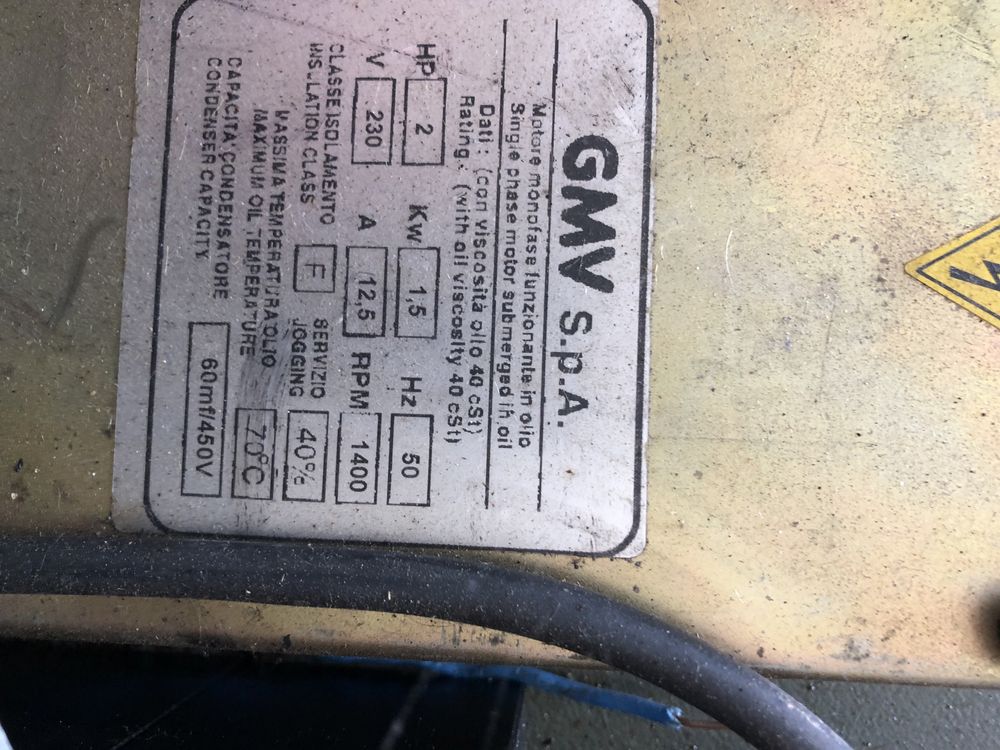 GMV S.p.A.
Motore monofase funzionante in olio
Single phase motor submerged in oil
Dati : (con viscosità olio 40 cSt)
Rating : (with oil viscosity 40 cSt)
HP 2 Kw 1,5 Hz 50
V 230 A 12,5 RPM 1400
CLASSE ISOLAMENTO F SERVIZIO 40%
INSULATION CLASS JOGGING
MASSIMA TEMPERATURA OLIO 70°C
MAXIMUM OIL TEMPERATURE
CAPACITA' CONDENSATORE 60mf/450V
CONDENSER CAPACITY